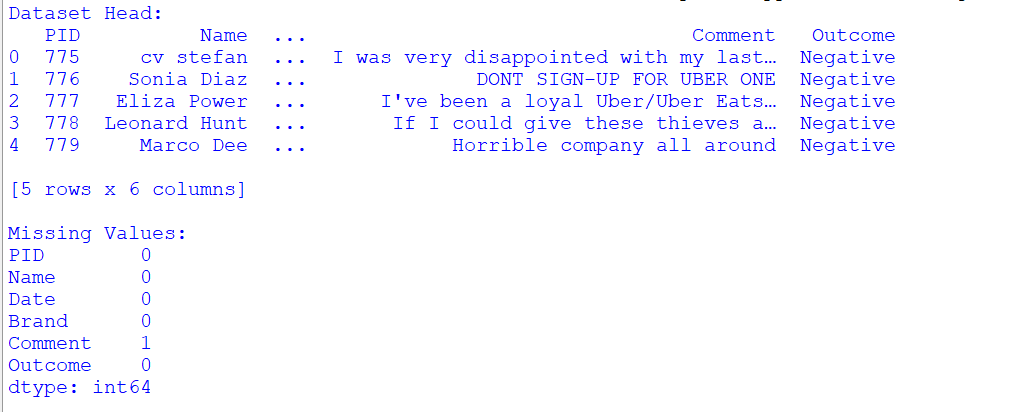 Dataset Head:
PID Name ... Comment Outcome
0 775 cv stefan ... I was very disappointed with my last… Negative
1 776 Sonia Diaz ... DONT SIGN-UP FOR UBER ONE Negative
2 777 Eliza Power ... I've been a loyal Uber/Uber Eats… Negative
3 778 Leonard Hunt ... If I could give these thieves a… Negative
4 779 Marco Dee ... Horrible company all around Negative
[5 rows x 6 columns]
Missing Values:
PID 0
Name 0
Date 0
Brand 0
Comment 1
Outcome 0
dtype: int64